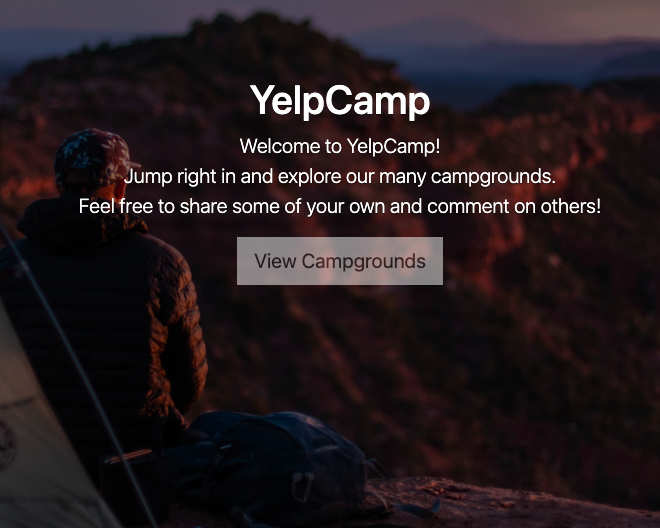 YelpCamp
Welcome to YelpCamp!
Jump right in and explore our many campgrounds.
Feel free to share some of your own and comment on others!
View Campgrounds